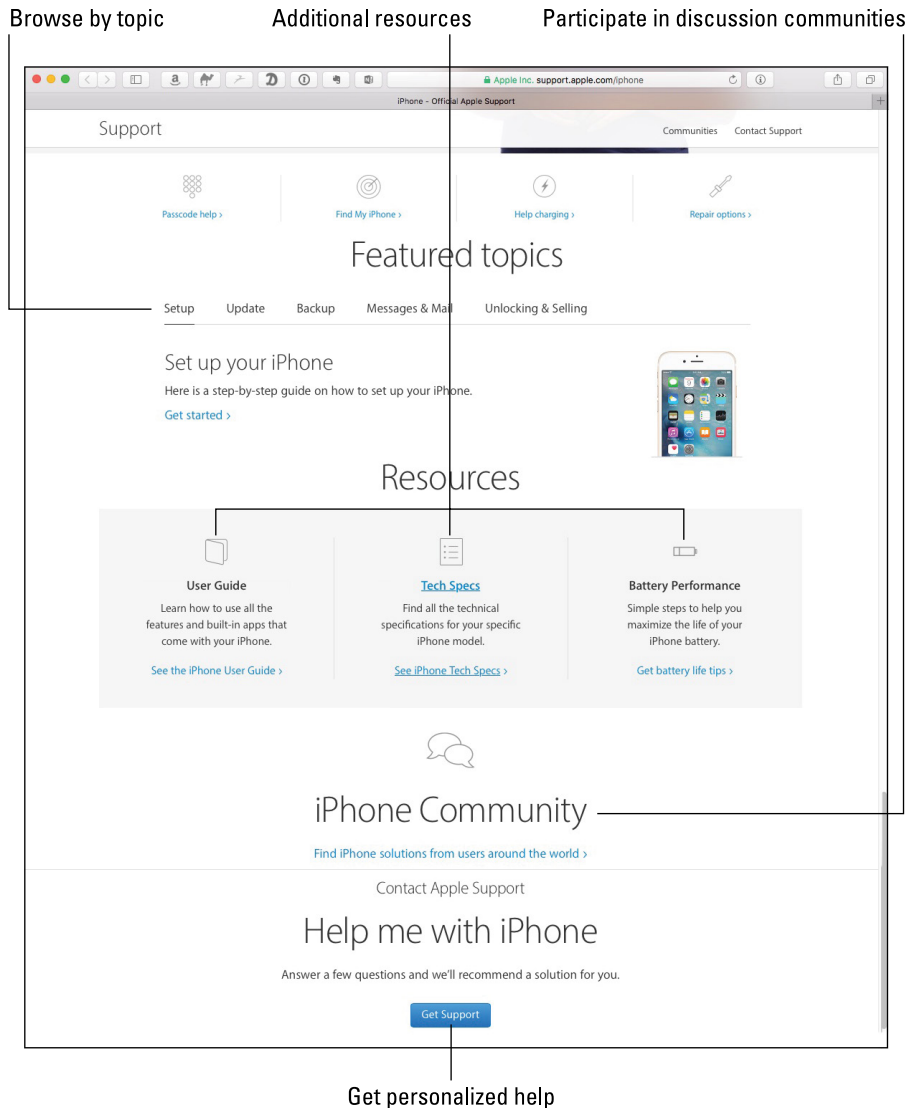 Browse by topic Additional resources Participate in discussion communities
Apple Inc. support.apple.com/iphone
iPhone - Official Apple Support
Support Communities Contact Support
Passcode help > Find My iPhone > Help charging > Repair options >
Featured topics
Setup Update Backup Messages & Mail Unlocking & Selling
Set up your iPhone
Here is a step-by-step guide on how to set up your iPhone.
Get started >
Resources
User Guide Tech Specs Battery Performance
Learn how to use all the Find all the technical Simple steps to help you
features and built-in apps that specifications for your specific maximize the life of your
come with your iPhone. iPhone model. iPhone battery.
See the iPhone User Guide > See iPhone Tech Specs > Get battery life tips >
iPhone Community
Find iPhone solutions from users around the world >
Contact Apple Support
Help me with iPhone
Answer a few questions and we'll recommend a solution for you.
Get Support
Get personalized help